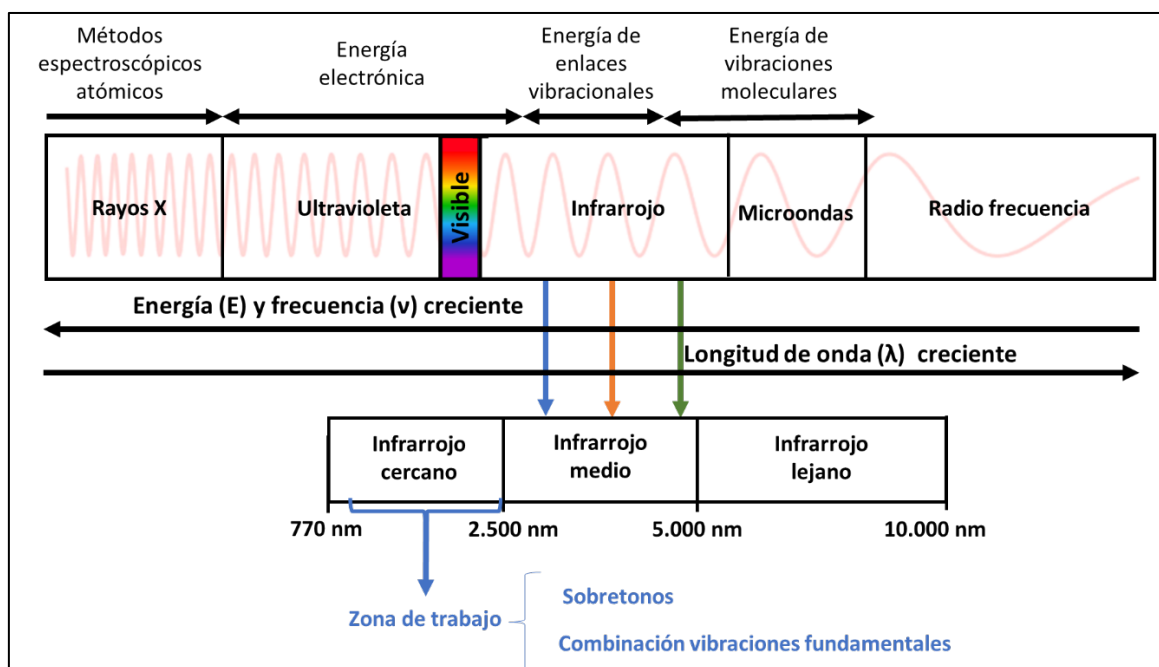 Métodos
espectroscópicos
atómicos
Energía
electrónica
Energía de
enlaces
vibracionales
Energía de
vibraciones
moleculares
Rayos X
Ultravioleta
Visible
Infrarrojo
Microondas
Radio frecuencia
Energía (E) y frecuencia (ν) creciente
Longitud de onda (λ) creciente
Infrarrojo
cercano
Infrarrojo
medio
Infrarrojo
lejano
770 nm
2.500 nm
5.000 nm
10.000 nm
Zona de trabajo
Sobretonos
Combinación vibraciones fundamentales